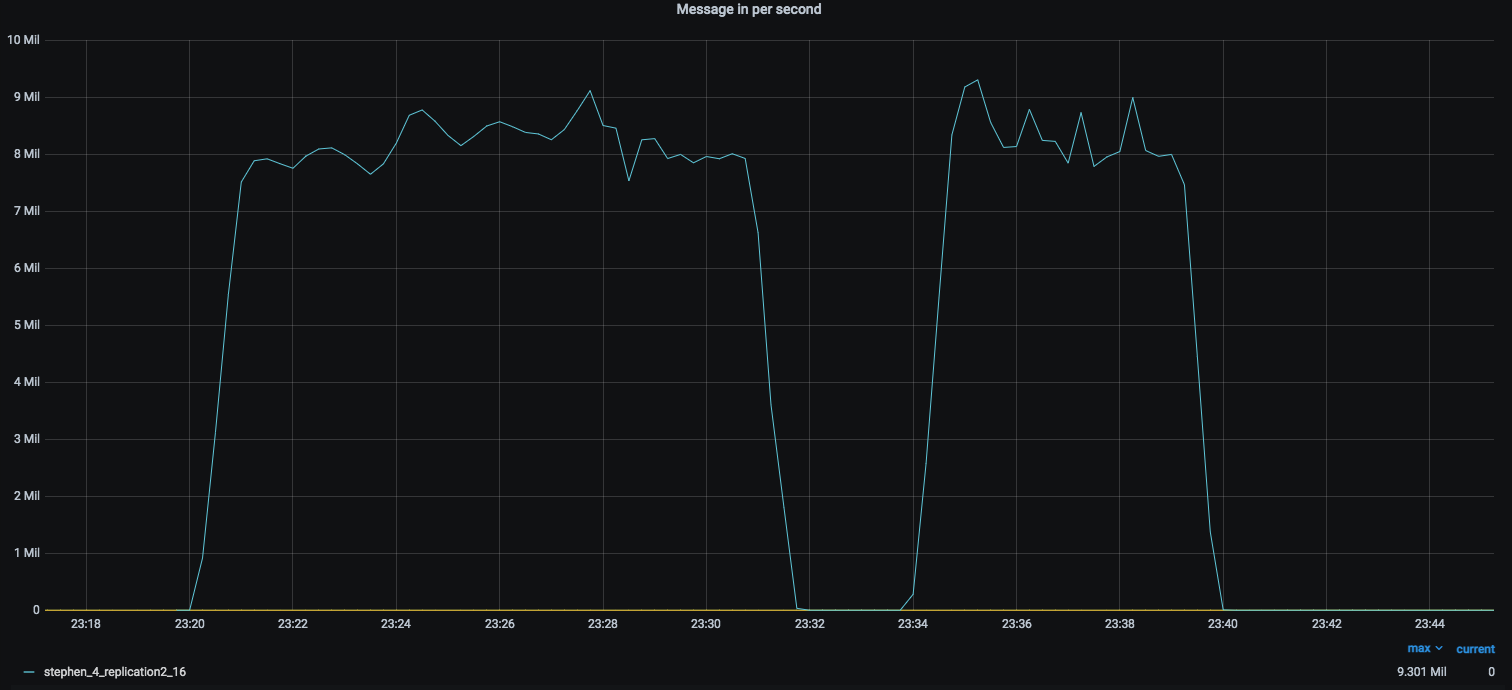 Message in per second
10 Mil
9 Mil
8 Mil
7 Mil
6 Mil
5 Mil
4 Mil
3 Mil
2 Mil
1 Mil
0
23:18 23:20 23:22 23:24 23:26 23:28 23:30 23:32 23:34 23:36 23:38 23:40 23:42 23:44
max current
stephen_4_replication2_16 9.301 Mil 0